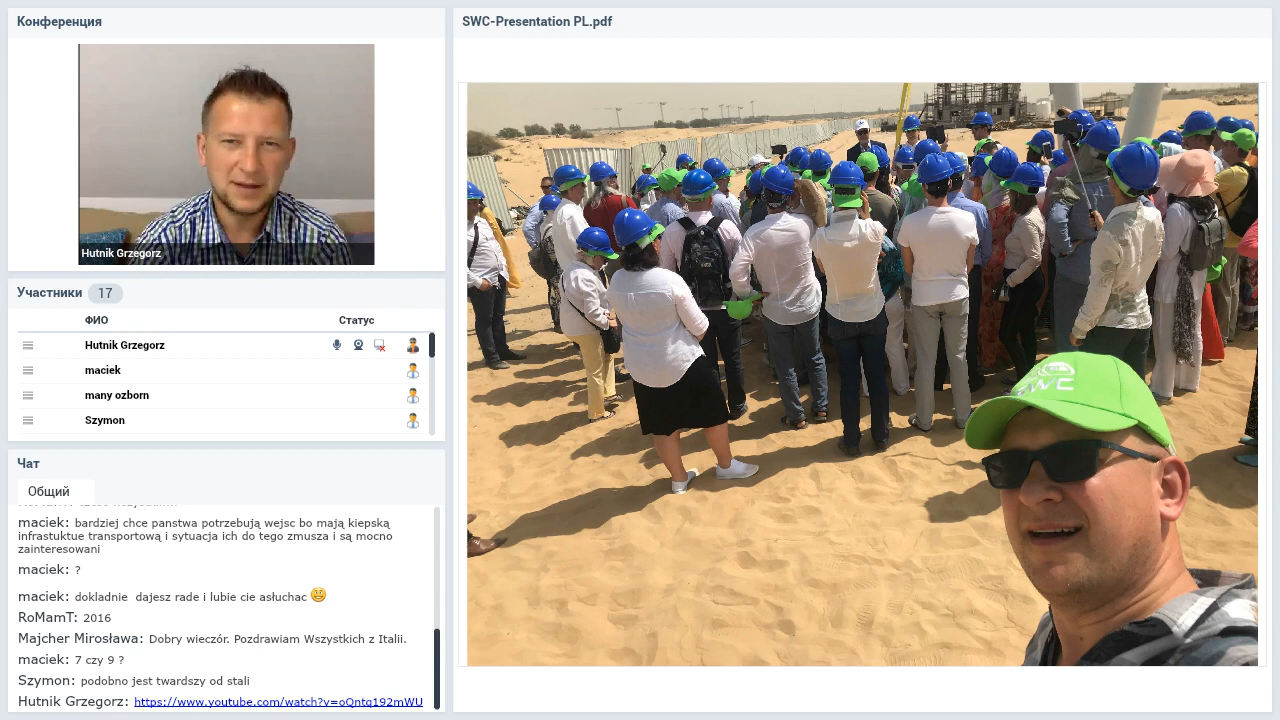 Конференция
Hutnik Grzegorz
Участники 17
ФИО Статус
Hutnik Grzegorz
maciek
many ozborn
Szymon
Чат
Общий
maciek: bardziej chce panstwa potrzebują wejsc bo mają kiepską
infrastuktue transportową i sytuacja ich do tego zmusza i są mocno
zainteresowani
maciek: ?
maciek: dokladnie dajesz rade i lubie cie asłuchac
RoMamT: 2016
Majcher Mirosława: Dobry wieczór. Pozdrawiam Wszystkich z Italii.
maciek: 7 czy 9 ?
Szymon: podobno jest twardszy od stali
Hutnik Grzegorz: https://www.youtube.com/watch?v=oQntq192mWU
SWC-Presentation PL.pdf
SWC